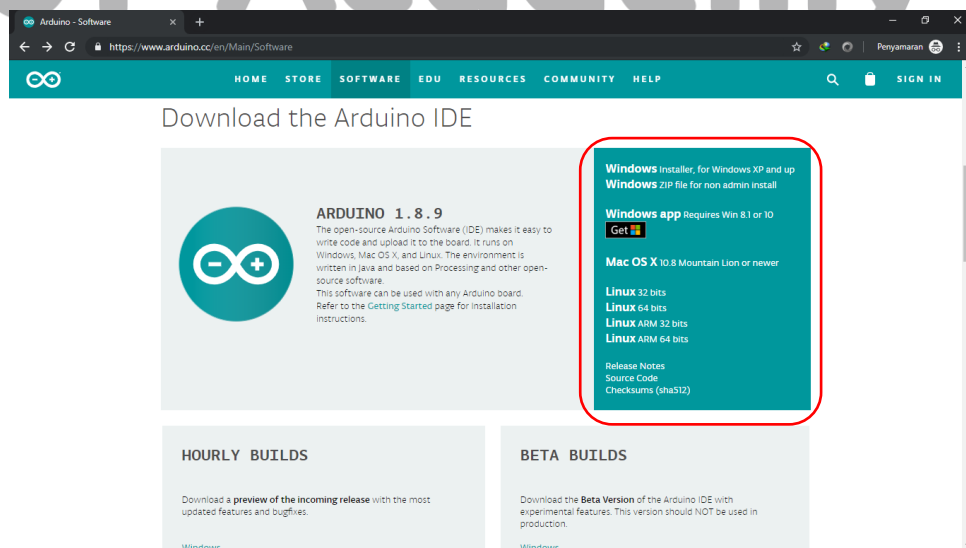 Arduino - Software
https://www.arduino.cc/en/Main/Software
Penyamaran
HOME STORE SOFTWARE EDU RESOURCES COMMUNITY HELP
SIGN IN
Download the Arduino IDE
ARDUINO 1.8.9
The open-source Arduino Software (IDE) makes it easy to
write code and upload it to the board. It runs on
Windows, Mac OS X, and Linux. The environment is
written in Java and based on Processing and other open-
source software.
This software can be used with any Arduino board.
Refer to the Getting Started page for Installation
instructions.
Windows Installer, for Windows XP and up
Windows ZIP file for non admin install
Windows app Requires Win 8.1 or 10
Get
Mac OS X 10.8 Mountain Lion or newer
Linux 32 bits
Linux 64 bits
Linux ARM 32 bits
Linux ARM 64 bits
Release Notes
Source Code
Checksums (sha512)
HOURLY BUILDS
Download a preview of the incoming release with the most
updated features and bugfixes.
Windows
BETA BUILDS
Download the Beta Version of the Arduino IDE with
experimental features. This version should NOT be used in
production.
Windows